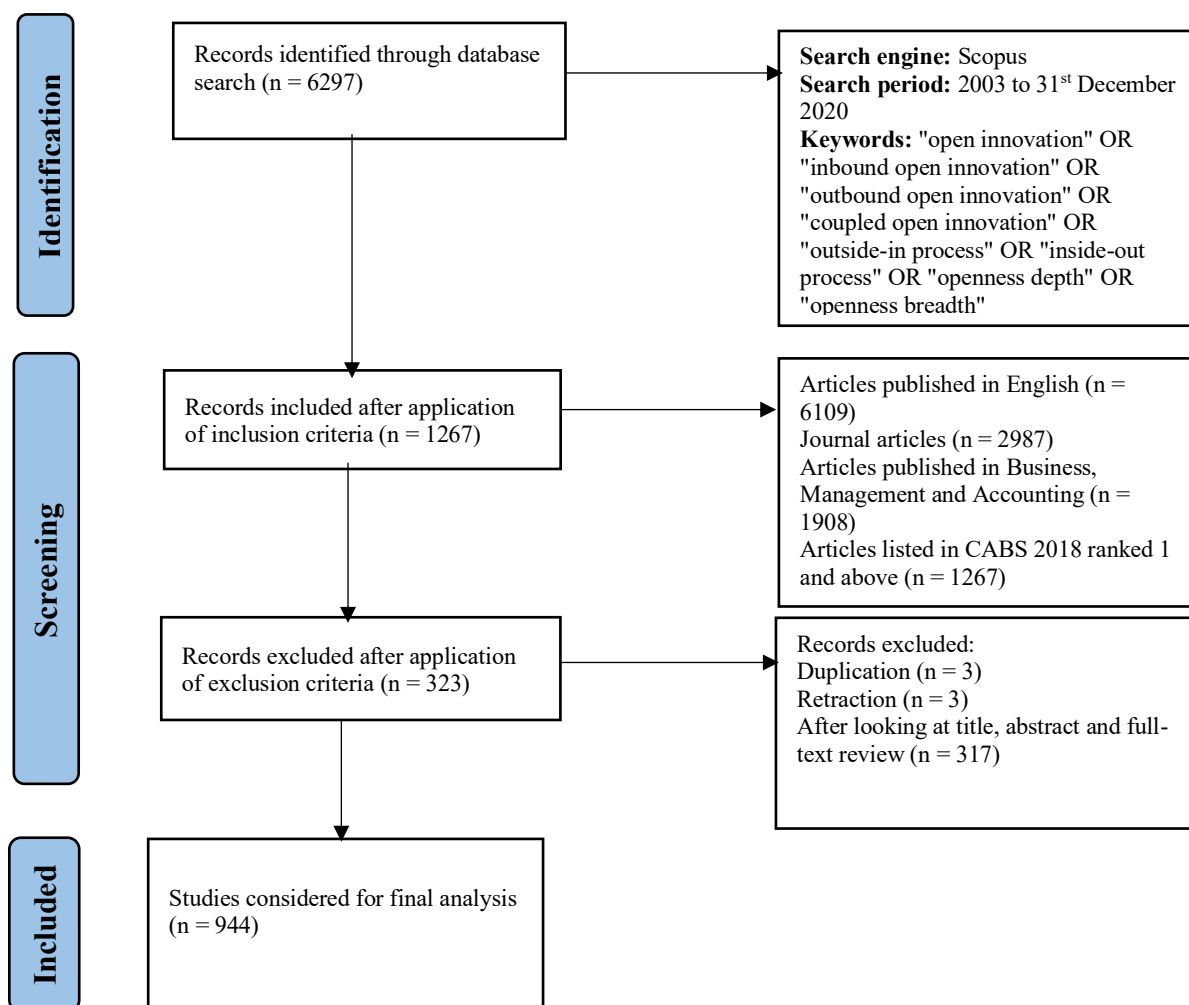 Identification
Records identified through database
search (n = 6297)
Search engine: Scopus
Search period: 2003 to 31st December
2020
Keywords: "open innovation" OR
"inbound open innovation" OR
"outbound open innovation" OR
"coupled open innovation" OR
"outside-in process" OR "inside-out
process" OR "openness depth" OR
"openness breadth"
Screening
Records included after application
of inclusion criteria (n = 1267)
Articles published in English (n =
6109)
Journal articles (n = 2987)
Articles published in Business,
Management and Accounting (n =
1908)
Articles listed in CABS 2018 ranked 1
and above (n = 1267)
Records excluded after application
of exclusion criteria (n = 323)
Records excluded:
Duplication (n = 3)
Retraction (n = 3)
After looking at title, abstract and full-
text review (n = 317)
Included
Studies considered for final analysis
(n = 944)